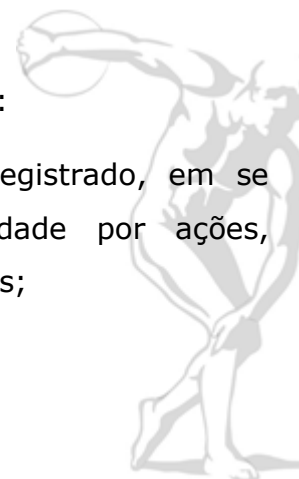 :
egistrado, em se
dade por ações,
s;